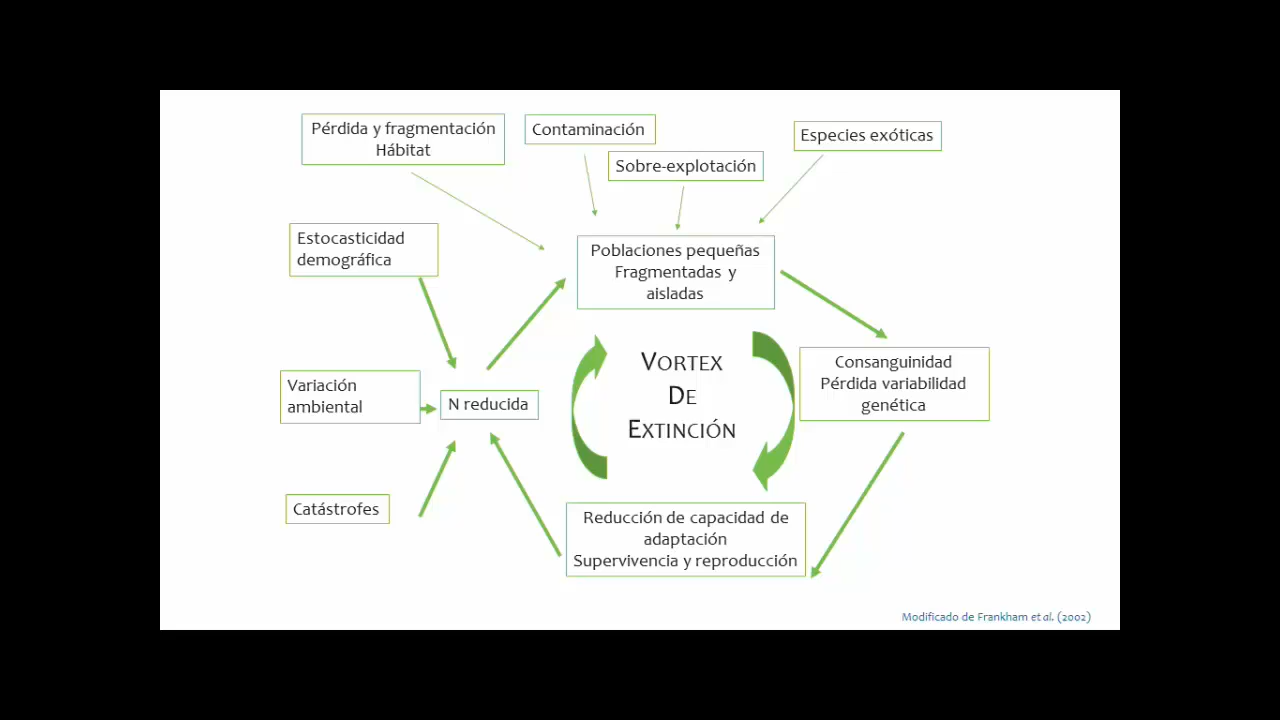 Pérdida y fragmentación
Hábitat
Contaminación
Sobre-explotación
Especies exóticas
Estocasticidad
demográfica
Poblaciones pequeñas
Fragmentadas y
aisladas
Variación
ambiental
N reducida
VORTEX
DE
EXTINCIÓN
Consanguinidad
Pérdida variabilidad
genética
Catástrofes
Reducción de capacidad de
adaptación
Supervivencia y reproducción
Modificado de Frankham et al. (2002)